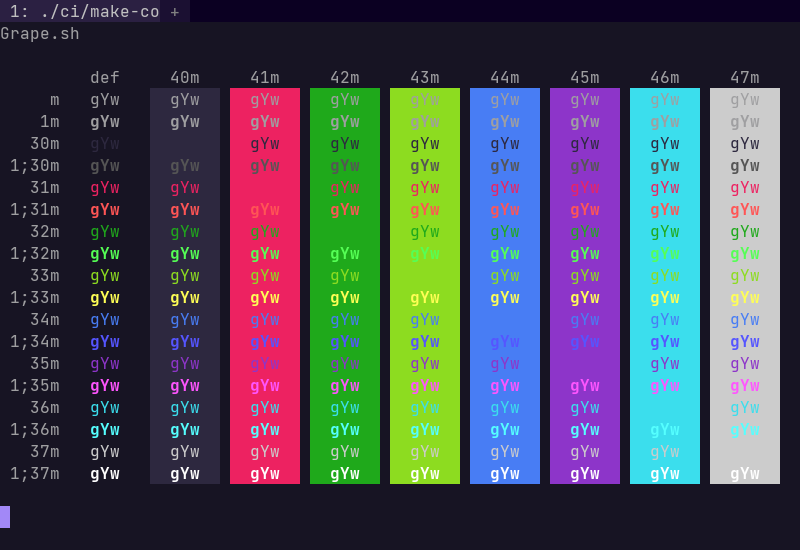 1: ./ci/make-co +
Grape.sh
def 40m 41m 42m 43m 44m 45m 46m 47m
m gYw gYw gYw gYw gYw gYw gYw gYw gYw
1m gYw gYw gYw gYw gYw gYw gYw gYw gYw
30m gYw gYw gYw gYw gYw gYw gYw gYw
1;30m gYw gYw gYw gYw gYw gYw gYw gYw gYw
31m gYw gYw gYw gYw gYw gYw gYw gYw
1;31m gYw gYw gYw gYw gYw gYw gYw gYw gYw
32m gYw gYw gYw gYw gYw gYw gYw gYw
1;32m gYw gYw gYw gYw gYw gYw gYw gYw gYw
33m gYw gYw gYw gYw gYw gYw gYw gYw
1;33m gYw gYw gYw gYw gYw gYw gYw gYw gYw
34m gYw gYw gYw gYw gYw gYw gYw gYw
1;34m gYw gYw gYw gYw gYw gYw gYw gYw gYw
35m gYw gYw gYw gYw gYw gYw gYw gYw
1;35m gYw gYw gYw gYw gYw gYw gYw gYw gYw
36m gYw gYw gYw gYw gYw gYw gYw gYw
1;36m gYw gYw gYw gYw gYw gYw gYw gYw gYw
37m gYw gYw gYw gYw gYw gYw gYw gYw
1;37m gYw gYw gYw gYw gYw gYw gYw gYw gYw